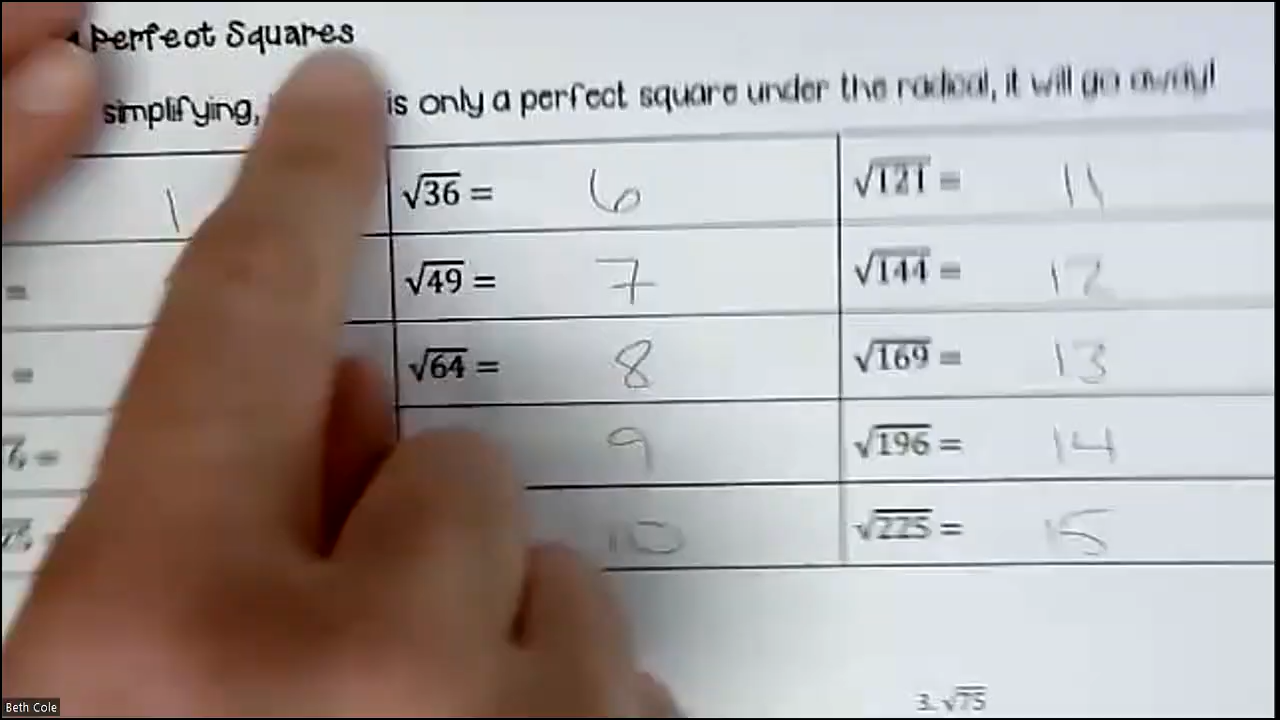 Perfect Squares
simplifying, is only a perfect square under the radical, it will go away!
1 √36 = 6 √121 = 11
= √49 = 7 √144 = 12
= √64 = 8 √169 = 13
6 = 9 √196 = 14
10 √225 = 15
3. √75
Beth Cole